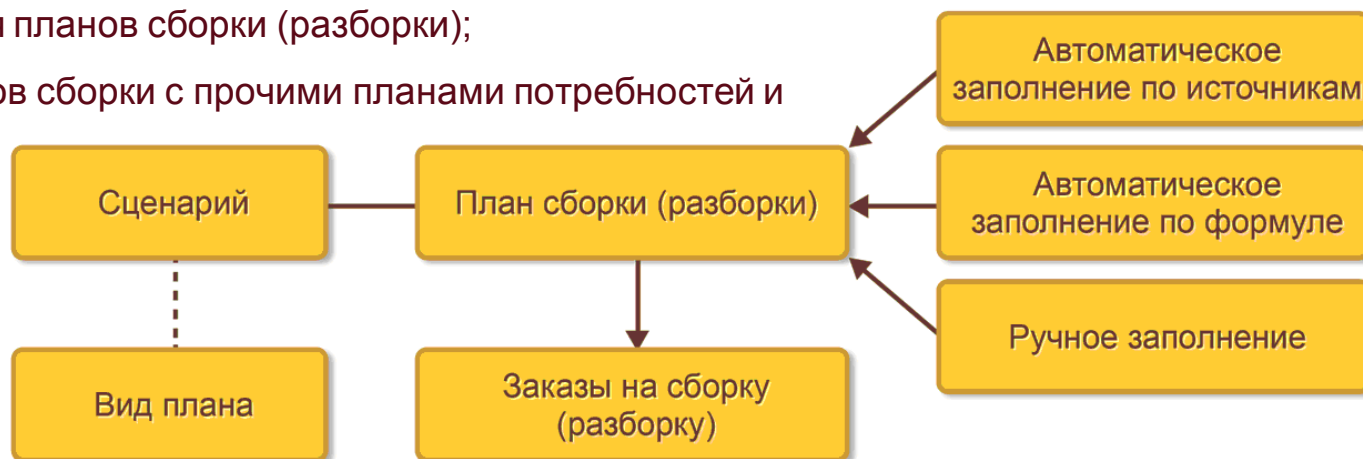 планов сборки (разборки);
ов сборки с прочими планами потребностей и
Автоматическое
заполнение по источникам
Сценарий
План сборки (разборки)
Автоматическое
заполнение по формуле
Ручное заполнение
Вид плана
Заказы на сборку
(разборку)